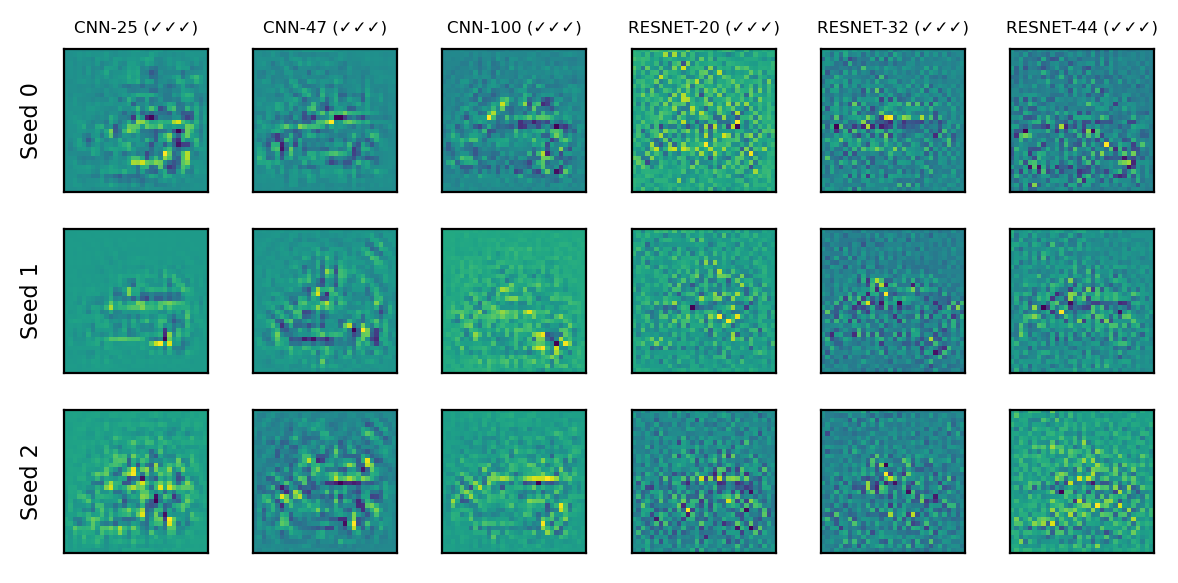 CNN-25 (✓✓✓) CNN-47 (✓✓✓) CNN-100 (✓✓✓) RESNET-20 (✓✓✓) RESNET-32 (✓✓✓) RESNET-44 (✓✓✓)
Seed 0
Seed 1
Seed 2